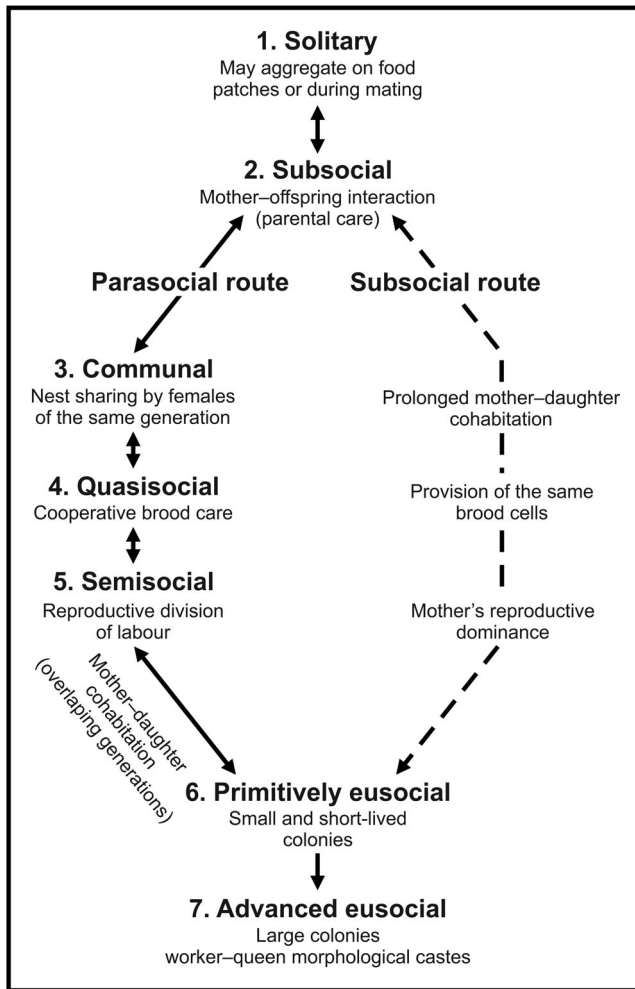 1. Solitary
May aggregate on food
patches or during mating
2. Subsocial
Mother–offspring interaction
(parental care)
Parasocial route
Subsocial route
3. Communal
Nest sharing by females
of the same generation
4. Quasisocial
Cooperative brood care
5. Semisocial
Reproductive division
of labour
Mother–daughter
cohabitation
(overlaping generations)
Prolonged mother–daughter
cohabitation
Provision of the same
brood cells
Mother's reproductive
dominance
6. Primitively eusocial
Small and short-lived
colonies
7. Advanced eusocial
Large colonies
worker–queen morphological castes